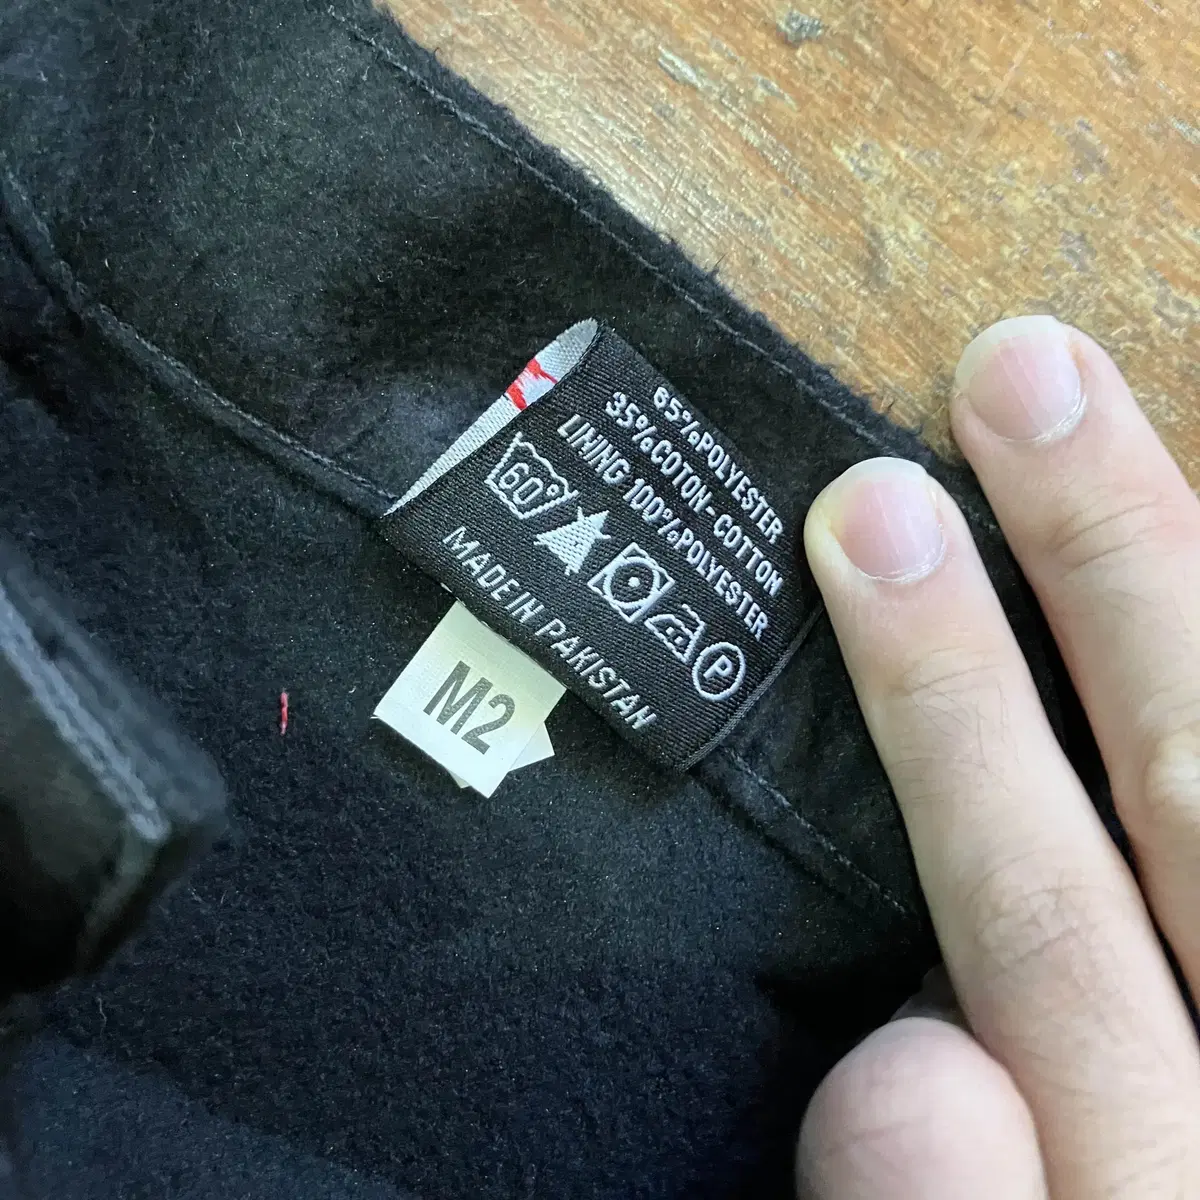 65%POLYESTER
35%COTON-COTTON
LINING 100%POLYESTER
60°
P
MADE IN PAKISTAN
M2